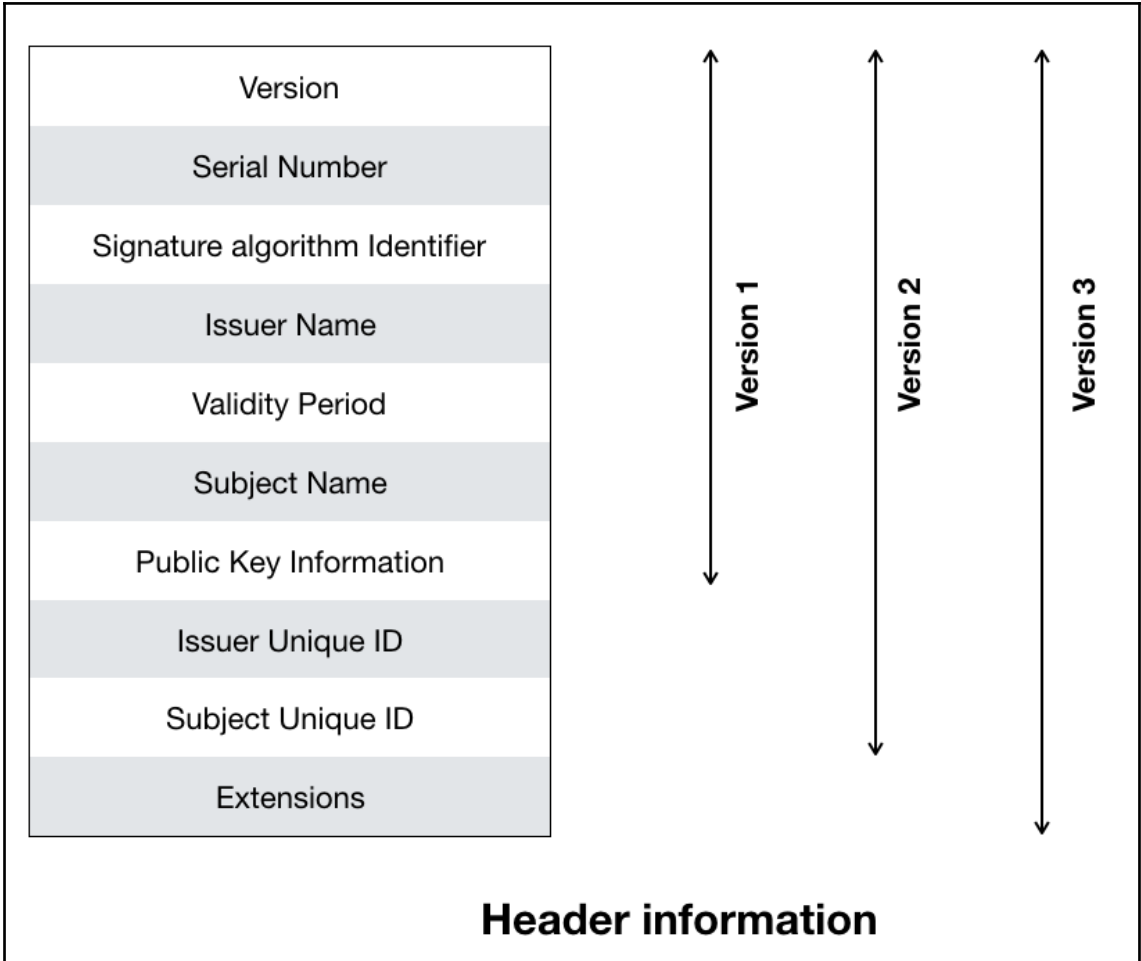 Version
Serial Number
Signature algorithm Identifier
Issuer Name
Validity Period
Subject Name
Public Key Information
Issuer Unique ID
Subject Unique ID
Extensions
Version 1
Version 2
Version 3
Header information